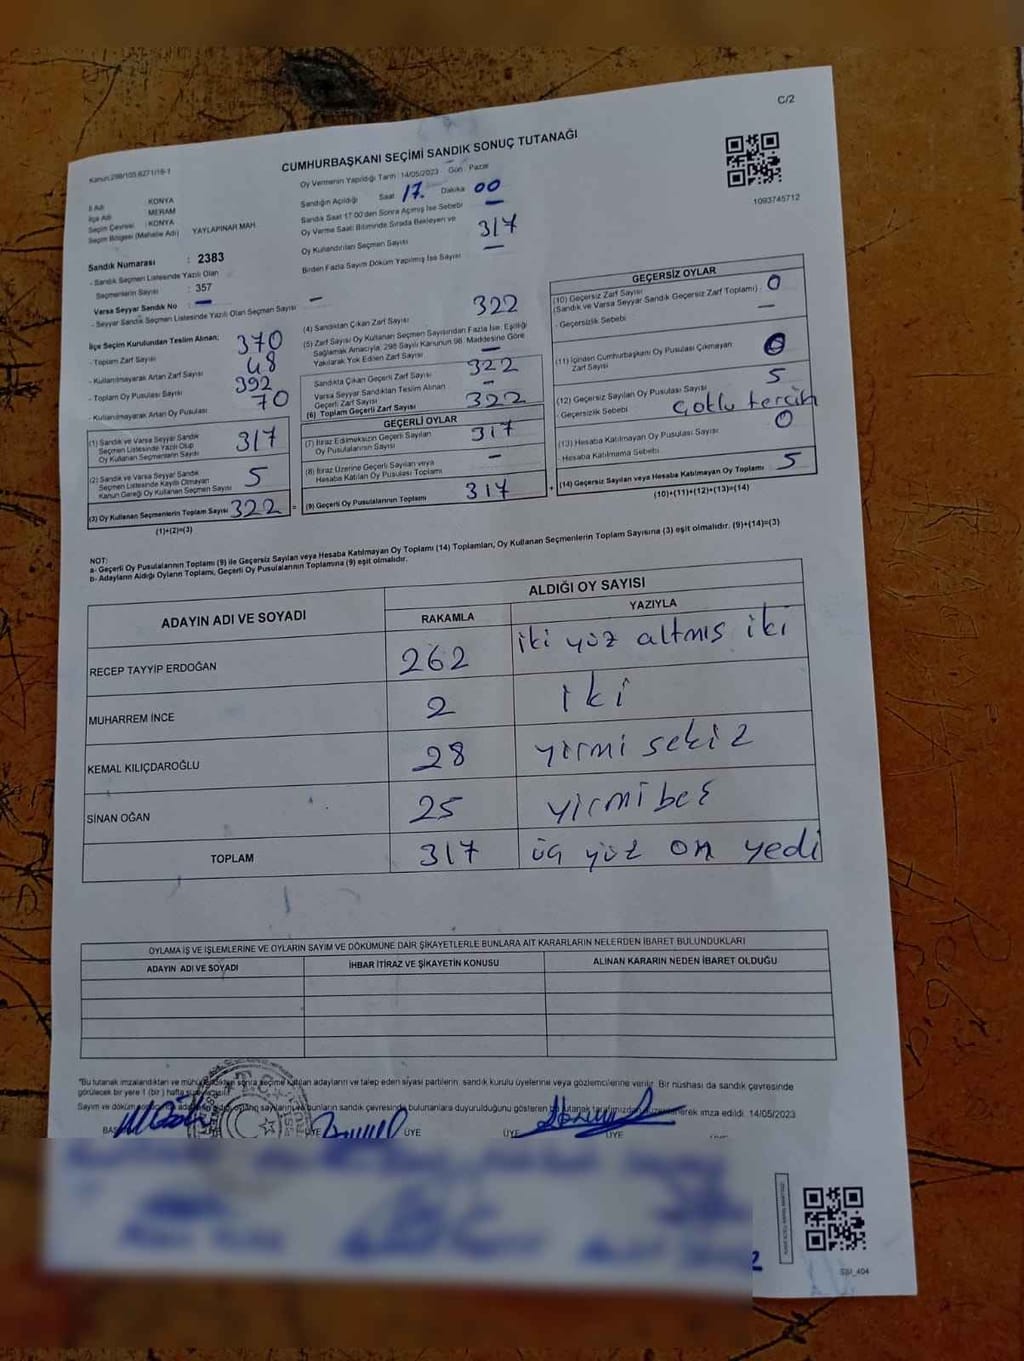 C/2
Kanun:298/105.6271/16-1
CUMHURBAŞKANI SEÇİMİ SANDIK SONUÇ TUTANAĞI
Oy Vermenin Yapıldığı Tarih 14/05/2023 Gün: Pazar
1093745712
İl Adı : KONYA
İlçe Adı : MERAM
Seçim Çevresi : KONYA
Seçim Bölgesi (Mahalle Adı) YAYLAPINAR MAH
Sandık Numarası : 2383
- Sandık Seçmen Listesinde Yazılı Olan
Seçmenlerin Sayısı : 357
Varsa Seyyar Sandık No : -
- Seyyar Sandık Seçmen Listesinde Yazılı Olan Seçmen Sayısı -
Sandığın Açıldığı Saat 17. Dakika 00
Sandık Saat 17:00'den Sonra Açılmış İse Sebebi -
Oy Verme Saati Bitiminde Sırada Bekleyen ve
Oy Kullandırılan Seçmen Sayısı 317
Birden Fazla Sayım Döküm Yapılmış İse Sayısı -
İlçe Seçim Kurulundan Teslim Alınan;
- Toplam Zarf Sayısı 370
- Kullanılmayarak Artan Zarf Sayısı 48
- Toplam Oy Pusulası Sayısı 392
- Kullanılmayarak Artan Oy Pusulası 70
(1) Sandık ve Varsa Seyyar Sandık
Seçmen Listesinde Yazılı Olup
Oy Kullanan Seçmenlerin Sayısı 317
(2) Sandık ve Varsa Seyyar Sandık
Seçmen Listesinde Kayıtlı Olmayan
Kanun Gereği Oy Kullanan Seçmen Sayısı 5
(3) Oy Kullanan Seçmenlerin Toplam Sayısı 322 =
(1)+(2)=(3)
(4) Sandıktan Çıkan Zarf Sayısı 322
(5) Zarf Sayısı Oy Kullanan Seçmen Sayısından Fazla İse, Eşitliği
Sağlamak Amacıyla, 298 Sayılı Kanunun 98. Maddesine Göre
Yakılarak Yok Edilen Zarf Sayısı -
Sandıkta Çıkan Geçerli Zarf Sayısı 322
Varsa Seyyar Sandıktan Teslim Alınan
Geçerli Zarf Sayısı -
(6) Toplam Geçerli Zarf Sayısı 322
GEÇERLİ OYLAR
(7) İtiraz Edilmeksizin Geçerli Sayılan
Oy Pusulalarının Sayısı 317
(8) İtiraz Üzerine Geçerli Sayılan veya
Hesaba Katılan Oy Pusulası Toplamı -
(9) Geçerli Oy Pusulalarının Toplamı 317 +
GEÇERSİZ OYLAR
(10) Geçersiz Zarf Sayısı
(Sandık ve Varsa Seyyar Sandık Geçersiz Zarf Toplamı) : 0
- Geçersizlik Sebebi -
(11) İçinden Cumhurbaşkanı Oy Pusulası Çıkmayan
Zarf Sayısı 0
(12) Geçersiz Sayılan Oy Pusulası Sayısı 5
- Geçersizlik Sebebi Çoklu tercih
(13) Hesaba Katılmayan Oy Pusulası Sayısı 0
- Hesaba Katılmama Sebebi
(14) Geçersiz Sayılan veya Hesaba Katılmayan Oy Toplamı 5
(10)+(11)+(12)+(13)=(14)
NOT:
a- Geçerli Oy Pusulalarının Toplamı (9) ile Geçersiz Sayılan veya Hesaba Katılmayan Oy Toplamı (14) Toplamları, Oy Kullanan Seçmenlerin Toplam Sayısına (3) eşit olmalıdır. (9)+(14)=(3)
b- Adayların Aldığı Oyların Toplamı, Geçerli Oy Pusulalarının Toplamına (9) eşit olmalıdır.
ADAYIN ADI VE SOYADI
ALDIĞI OY SAYISI
RAKAMLA YAZIYLA
RECEP TAYYİP ERDOĞAN 262 iki yüz altmıs iki
MUHARREM İNCE 2 iki
KEMAL KILIÇDAROĞLU 28 yirmi sekiz
SİNAN OĞAN 25 yirmi beş
TOPLAM 317 üç yüz on yedi
OYLAMA İŞ VE İŞLEMLERİNE VE OYLARIN SAYIM VE DÖKÜMÜNE DAİR ŞİKAYETLERLE BUNLARA AİT KARARLARIN NELERDEN İBARET BULUNDUKLARI
ADAYIN ADI VE SOYADI İHBAR İTİRAZ VE ŞİKAYETİN KONUSU ALINAN KARARIN NEDEN İBARET OLDUĞU
"Bu tutanak imzalandıktan ve sonra seçime katılan adayların ve talep eden siyasi partilerin, sandık kurulu üyelerine veya gözlemcilerine verilir. Bir nüshası da sandık çevresinde
görülecek bir yere 1 (bir) hafta
Sayım ve döküm bunların sandık çevresinde bulunanlara duyurulduğunu gösteren imza edildi. 14/05/2023
ÜYE ÜYE ÜYE ÜYE
T.C.
SBI_404